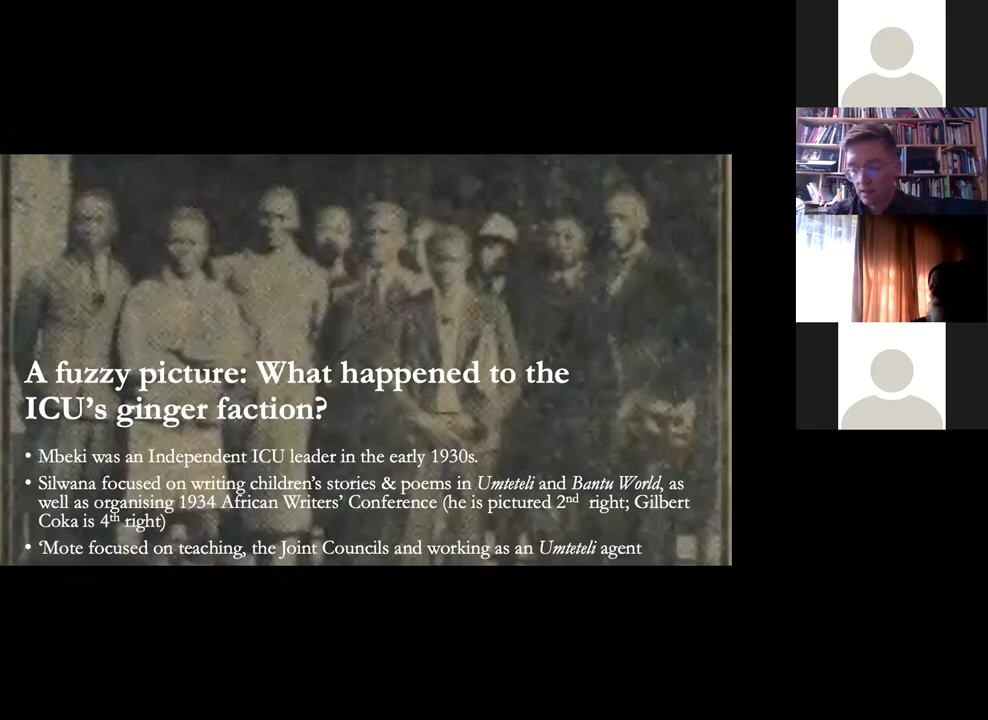 A fuzzy picture: What happened to the
ICU’s ginger faction?
• Mbeki was an Independent ICU leader in the early 1930s.
• Silwana focused on writing children’s stories & poems in Umteteli and Bantu World, as
well as organising 1934 African Writers’ Conference (he is pictured 2nd right; Gilbert
Coka is 4th right)
• ‘Mote focused on teaching, the Joint Councils and working as an Umteteli agent